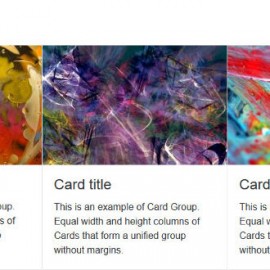 Card title
This is an example of Card Group.
Equal width and height columns of
Cards that form a unified group
without margins.
oup.
s of
Card
This is
Equal w
Cards t
without